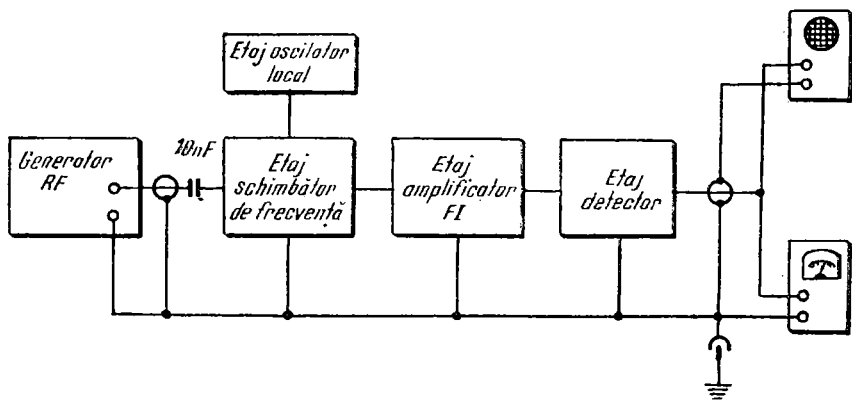 Etaj oscilator
local
Generator
RF
10nF
Etaj
schimbător
de frecvență
Etaj
amplificator
FI
Etaj
detector